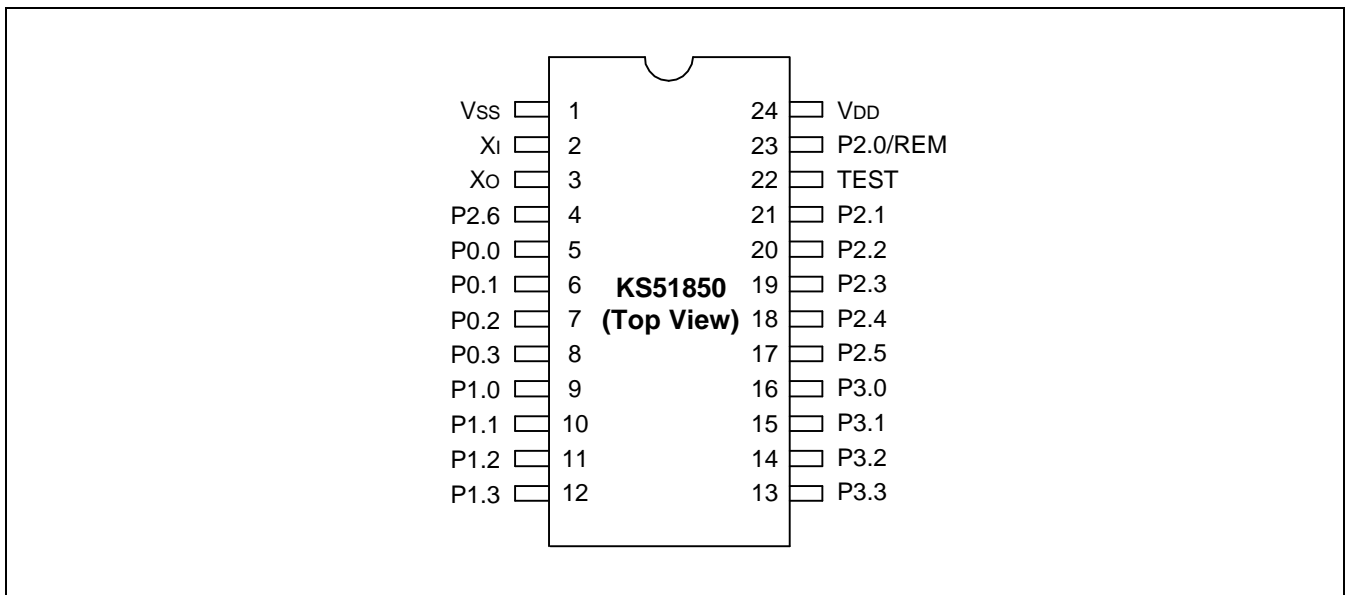 VSS 1 24 VDD
XI 2 23 P2.0/REM
XO 3 22 TEST
P2.6 4 21 P2.1
P0.0 5 20 P2.2
P0.1 6 KS51850 19 P2.3
P0.2 7 (Top View) 18 P2.4
P0.3 8 17 P2.5
P1.0 9 16 P3.0
P1.1 10 15 P3.1
P1.2 11 14 P3.2
P1.3 12 13 P3.3